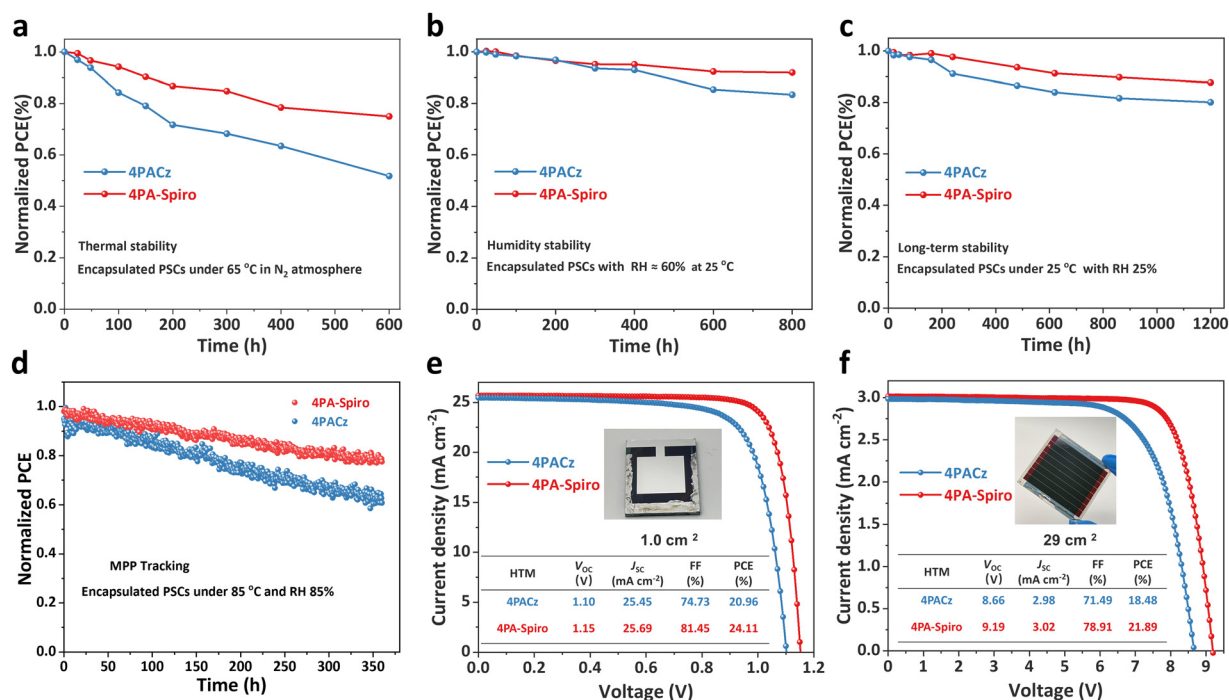 a
Normalized PCE(%)
1.0
0.8
0.6
0.4
0.2
0.0
4PACz
4PA-Spiro
Thermal stability
Encapsulated PSCs under 65 °C in N₂ atmosphere
0 100 200 300 400 500 600
Time (h)
b
Normalized PCE(%)
1.0
0.8
0.6
0.4
0.2
0.0
4PACz
4PA-Spiro
Humidity stability
Encapsulated PSCs with RH ≈ 60% at 25 °C
0 200 400 600 800
Time (h)
c
Normalized PCE(%)
1.0
0.8
0.6
0.4
0.2
0.0
4PACz
4PA-Spiro
Long-term stability
Encapsulated PSCs under 25 °C with RH 25%
0 200 400 600 800 1000 1200
Time (h)
d
Normalized PCE
1.0
0.8
0.6
0.4
0.2
0.0
4PA-Spiro
4PACz
MPP Tracking
Encapsulated PSCs under 85 °C and RH 85%
0 50 100 150 200 250 300 350
Time (h)
e
Current density (mA cm⁻²)
25
20
15
10
5
0
4PACz
4PA-Spiro
1.0 cm ²
HTM V_OC (V) J_SC (mA cm⁻²) FF (%) PCE (%)
4PACz 1.10 25.45 74.73 20.96
4PA-Spiro 1.15 25.69 81.45 24.11
0.0 0.2 0.4 0.6 0.8 1.0 1.2
Voltage (V)
f
Current density (mA cm⁻²)
3.0
2.5
2.0
1.5
1.0
0.5
0.0
4PACz
4PA-Spiro
29 cm ²
HTM V_OC (V) J_SC (mA cm⁻²) FF (%) PCE (%)
4PACz 8.66 2.98 71.49 18.48
4PA-Spiro 9.19 3.02 78.91 21.89
0 1 2 3 4 5 6 7 8 9
Voltage (V)